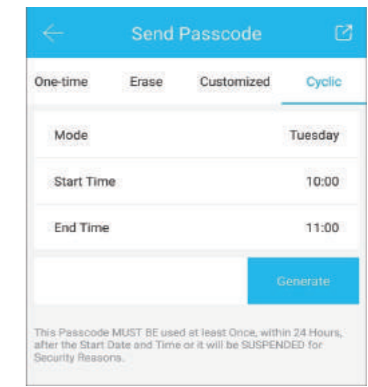 Send Passcode
One-time Erase Customized Cyclic
Mode Tuesday
Start Time 10:00
End Time 11:00
Generate
This Passcode MUST BE used at least Once, within 24 Hours,
after the Start Date and Time or it will be SUSPENDED for
Security Reasons.